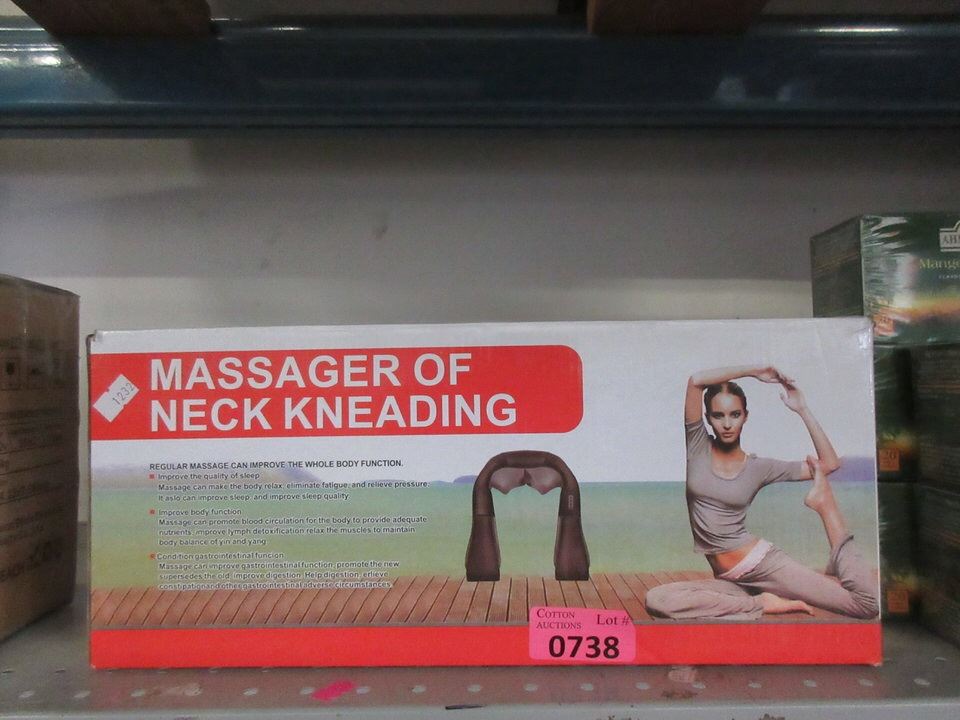 MASSAGER OF
NECK KNEADING
1232
REGULAR MASSAGE CAN IMPROVE THE WHOLE BODY FUNCTION.
Improve the quality of sleep
Massage can make the body relax, eliminate fatigue, and relieve pressure.
It aslo can improve sleep, and improve sleep quality
Improve body function
Massage can promote blood circulation for the body to provide adequate
nutrients, improve lymph detoxification relax the muscles to maintain
body balance of yin and yang
Condition gastrointestinal funcion
Massage can improve gastrointestinal function, promote the new
supersedes the old, improve digestion. Help digestion, erlieve
constipation and other gastrointestinal adverse circumstances.
COTTON
AUCTIONS
Lot #
0738